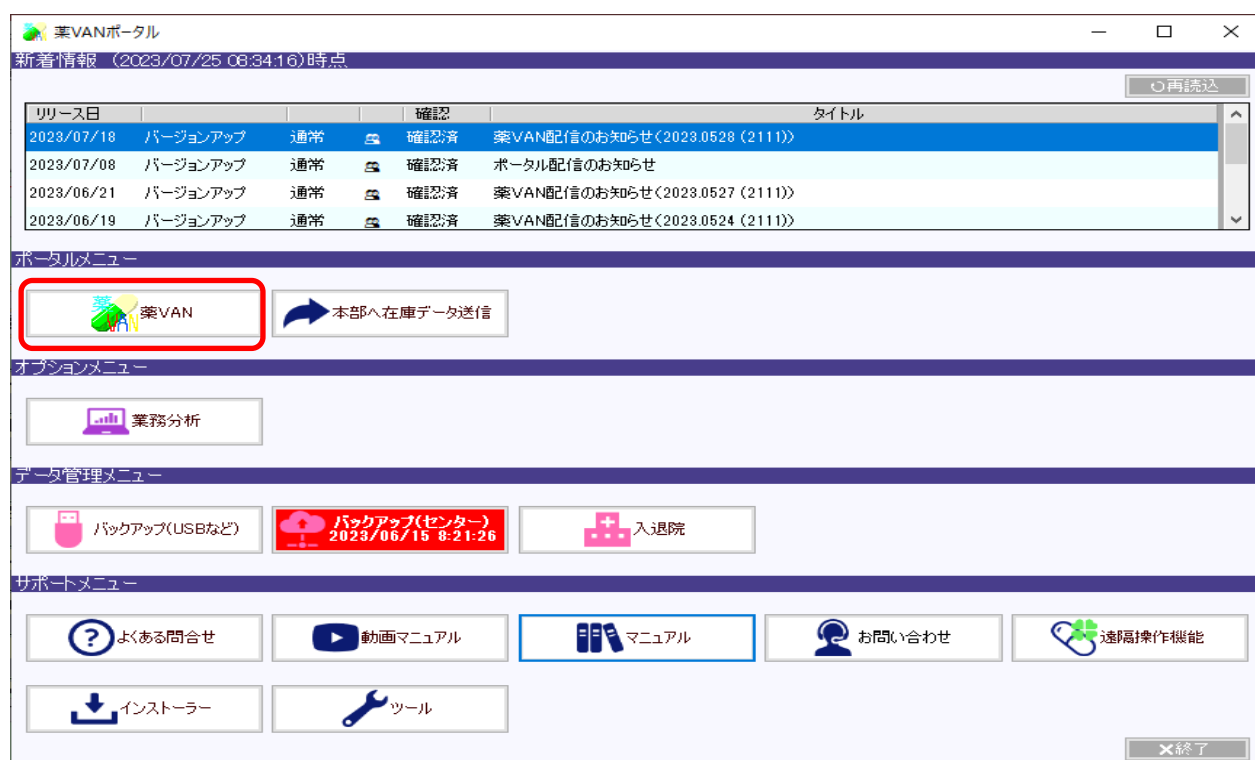 薬VANポータル
新着情報 (2023/07/25 08:34:16)時点
再読込
リリース日 確認 タイトル
2023/07/18 バージョンアップ 通常 確認済 薬VAN配信のお知らせ<2023.0528 (2111)>
2023/07/08 バージョンアップ 通常 確認済 ポータル配信のお知らせ
2023/06/21 バージョンアップ 通常 確認済 薬VAN配信のお知らせ<2023.0527 (2111)>
2023/06/19 バージョンアップ 通常 確認済 薬VAN配信のお知らせ<2023.0524 (2111)>
ポータルメニュー
薬VAN 薬VAN 本部へ在庫データ送信
オプションメニュー
業務分析
データ管理メニュー
バックアップ(USBなど) バックアップ(センター) 入退院
2023/06/15 8:21:26
サポートメニュー
?よくある問合せ 動画マニュアル マニュアル お問い合わせ 遠隔操作機能
インストーラー ツール
×終了